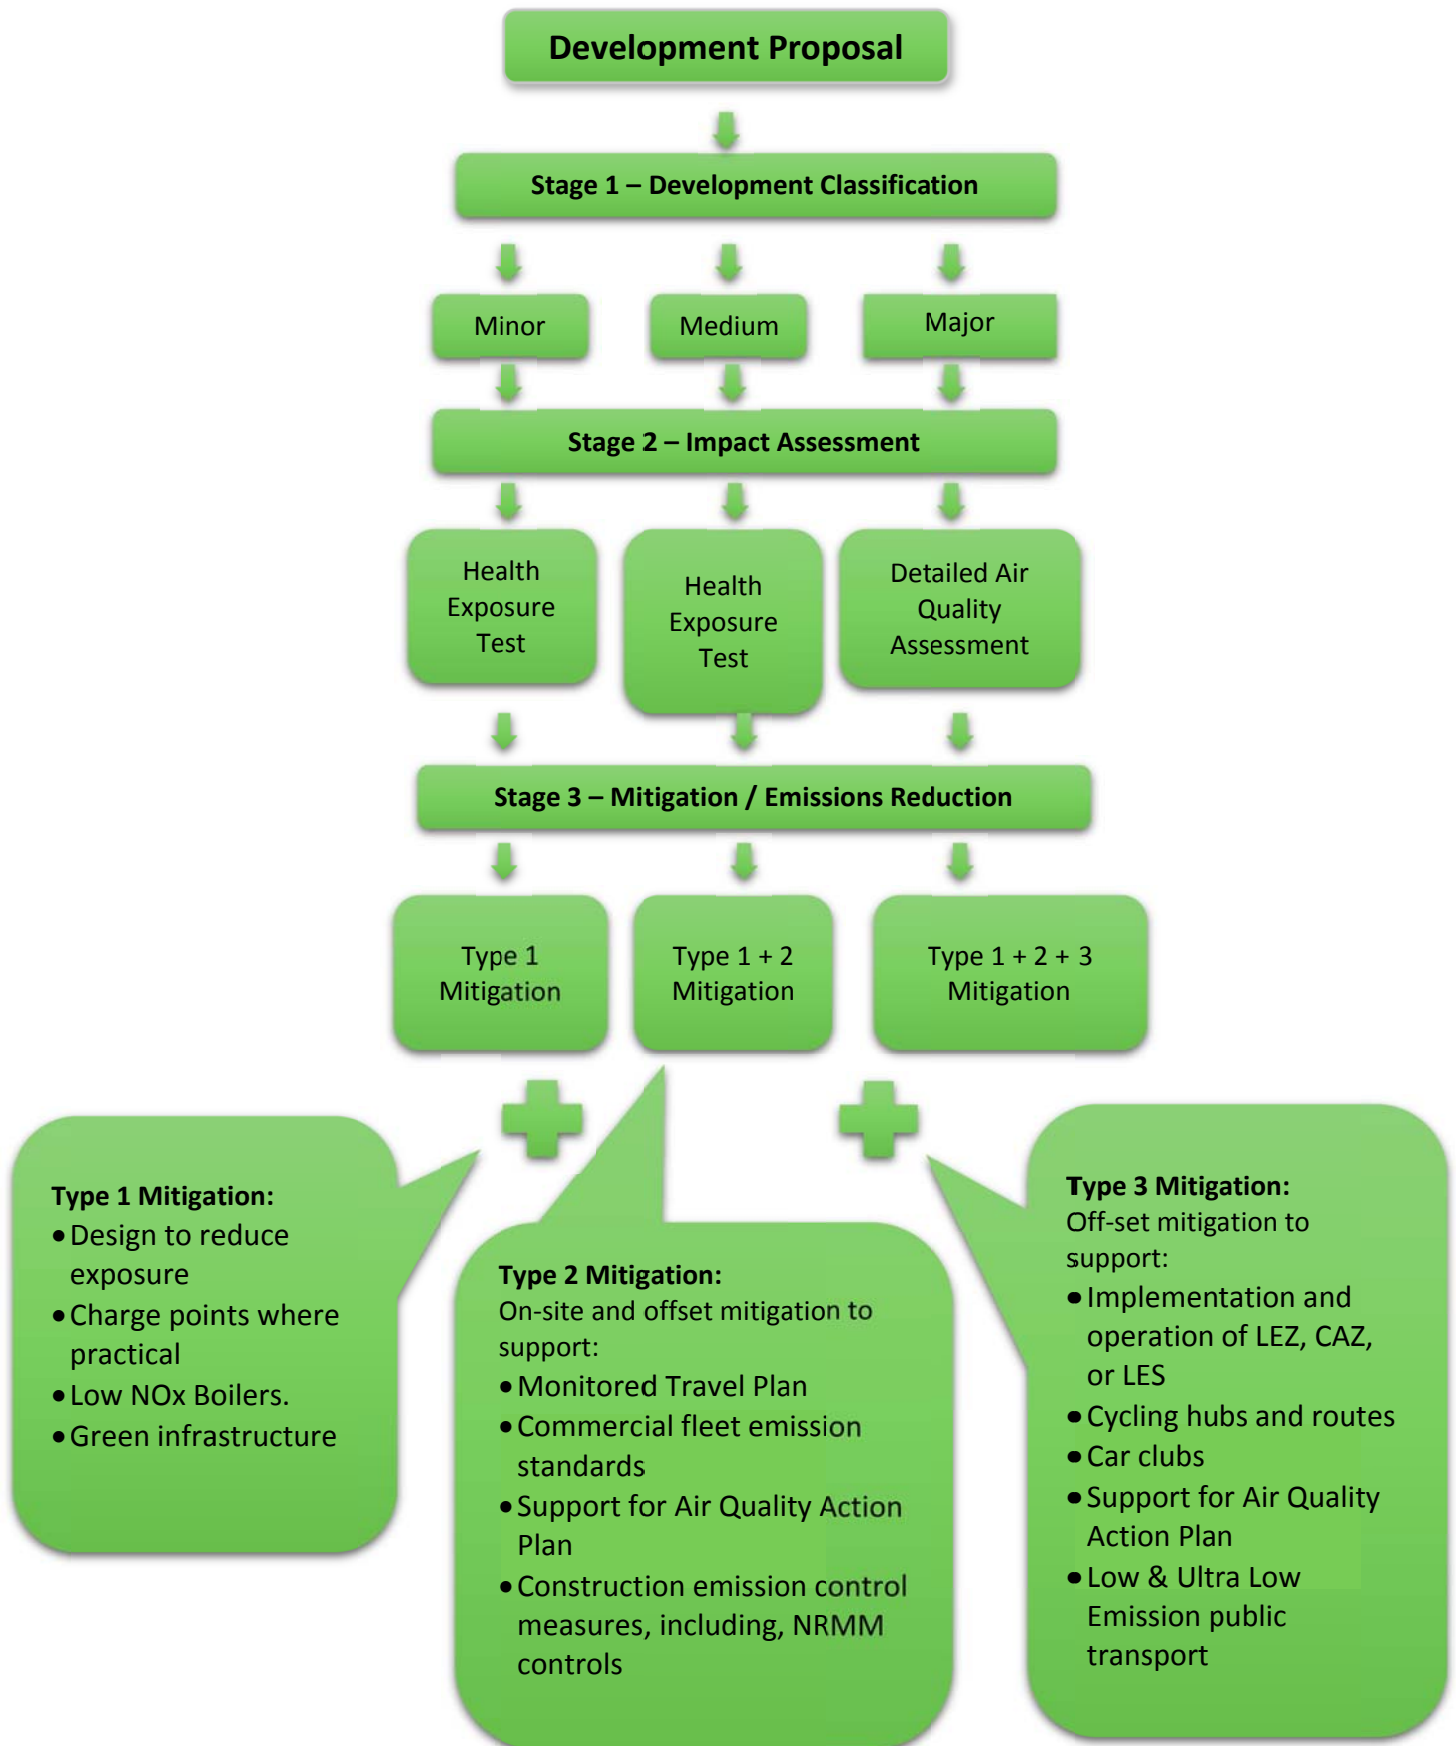 Development Proposal
Stage 1 – Development Classification
Minor
Medium
Major
Stage 2 – Impact Assessment
Health
Exposure
Test
Health
Exposure
Test
Detailed Air
Quality
Assessment
Stage 3 – Mitigation / Emissions Reduction
Type 1
Mitigation
Type 1 + 2
Mitigation
Type 1 + 2 + 3
Mitigation
Type 1 Mitigation:
• Design to reduce
exposure
• Charge points where
practical
• Low NOx Boilers.
• Green infrastructure
Type 2 Mitigation:
On-site and offset mitigation to
support:
• Monitored Travel Plan
• Commercial fleet emission
standards
• Support for Air Quality Action
Plan
• Construction emission control
measures, including, NRMM
controls
Type 3 Mitigation:
Off-set mitigation to
support:
• Implementation and
operation of LEZ, CAZ,
or LES
• Cycling hubs and routes
• Car clubs
• Support for Air Quality
Action Plan
• Low & Ultra Low
Emission public
transport